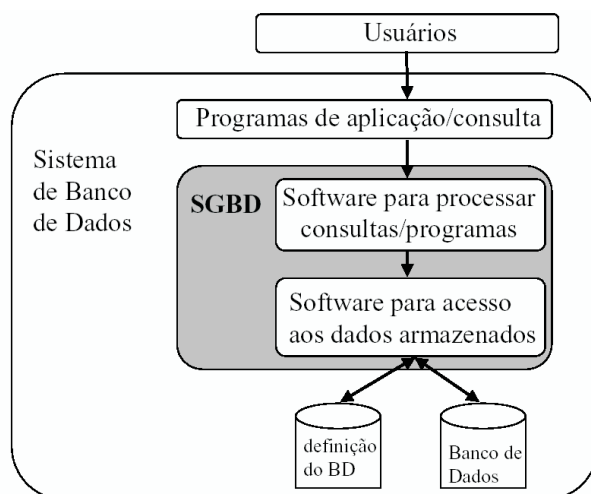 Usuários
Programas de aplicação/consulta
Sistema
de Banco
de Dados
SGBD
Software para processar
consultas/programas
Software para acesso
aos dados armazenados
definição
do BD
Banco de
Dados